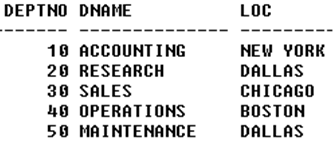 DEPTNO DNAME LOC
------- -------------- ---------
10 ACCOUNTING NEW YORK
20 RESEARCH DALLAS
30 SALES CHICAGO
40 OPERATIONS BOSTON
50 MAINTENANCE DALLAS